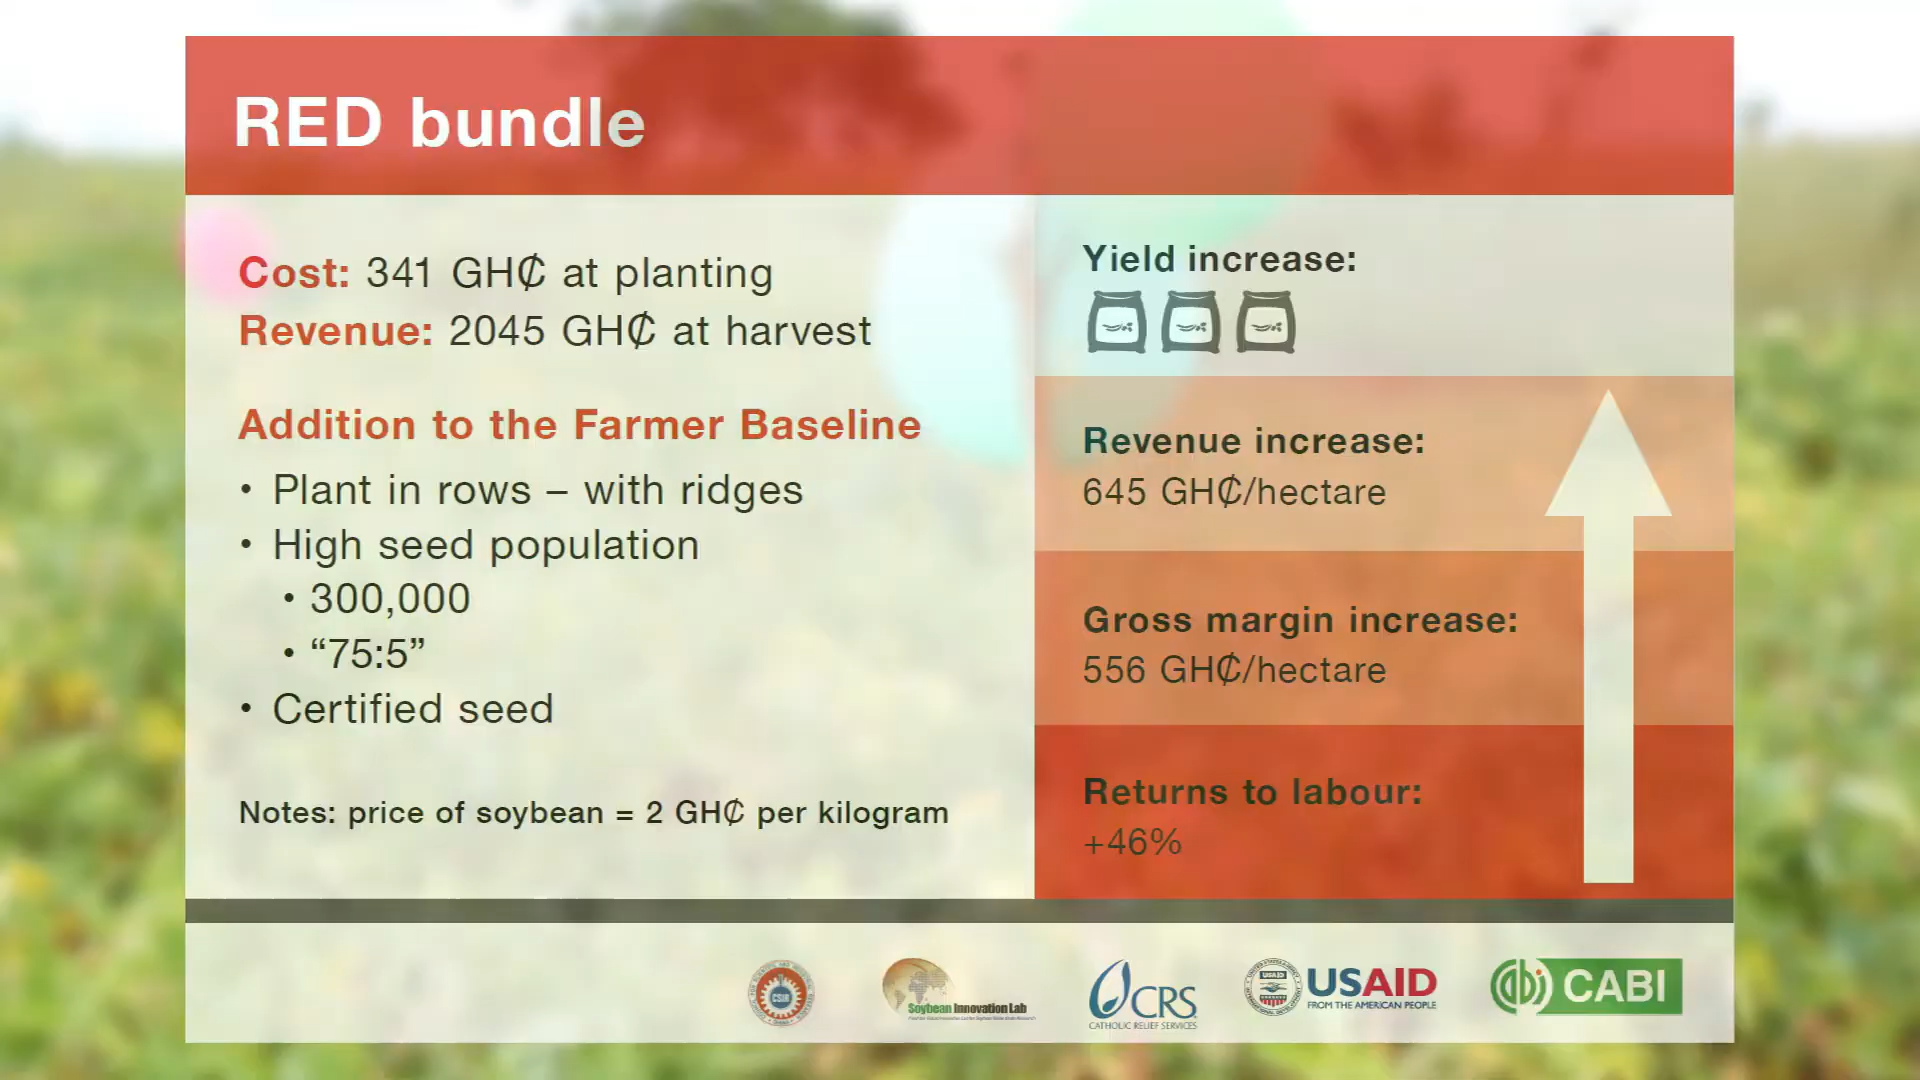 RED bundle
Cost: 341 GH₵ at planting
Revenue: 2045 GH₵ at harvest
Addition to the Farmer Baseline
• Plant in rows – with ridges
• High seed population
• 300,000
• “75:5”
• Certified seed
Notes: price of soybean = 2 GH₵ per kilogram
Yield increase:
Revenue increase:
645 GH₵/hectare
Gross margin increase:
556 GH₵/hectare
Returns to labour:
+46%
CSIR
Soybean Innovation Lab
CRS
CATHOLIC RELIEF SERVICES
USAID
USAID
FROM THE AMERICAN PEOPLE
CABI